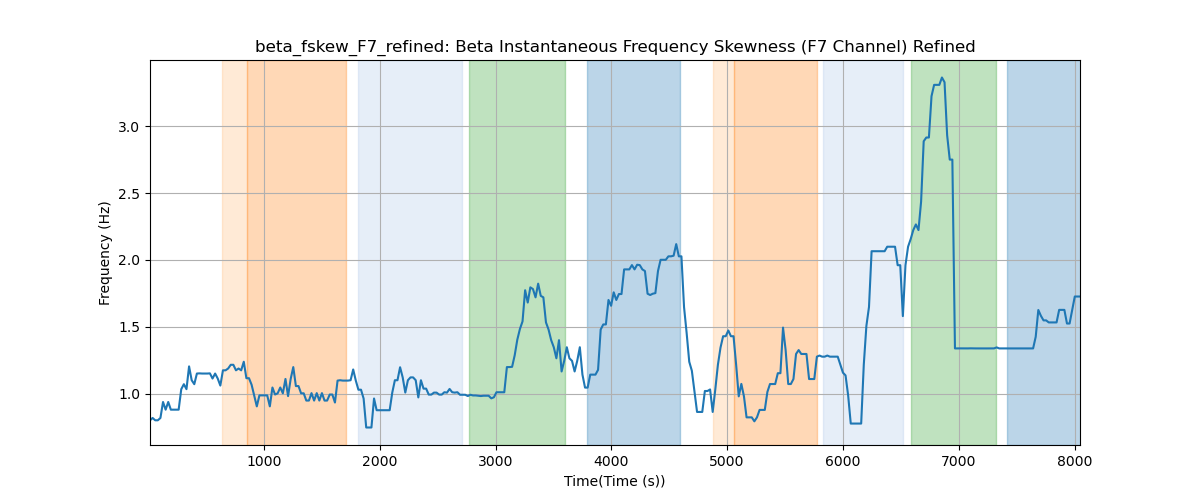 beta_fskew_F7_refined: Beta Instantaneous Frequency Skewness (F7 Channel) Refined
3.0
2.5
2.0
1.5
1.0
Frequency (Hz)
1000 2000 3000 4000 5000 6000 7000 8000
Time(Time (s))